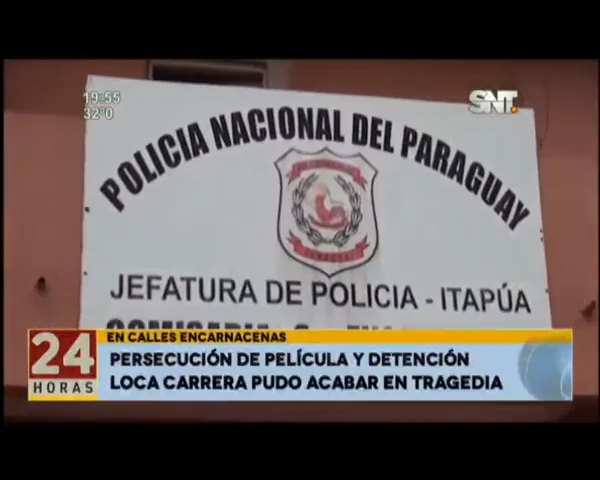 19:55
32°0
SNT
POLICIA NACIONAL DEL PARAGUAY
JEFATURA DE POLICIA - ITAPÚA
24
HORAS
EN CALLES ENCARNACENAS
PERSECUCIÓN DE PELÍCULA Y DETENCIÓN
LOCA CARRERA PUDO ACABAR EN TRAGEDIA